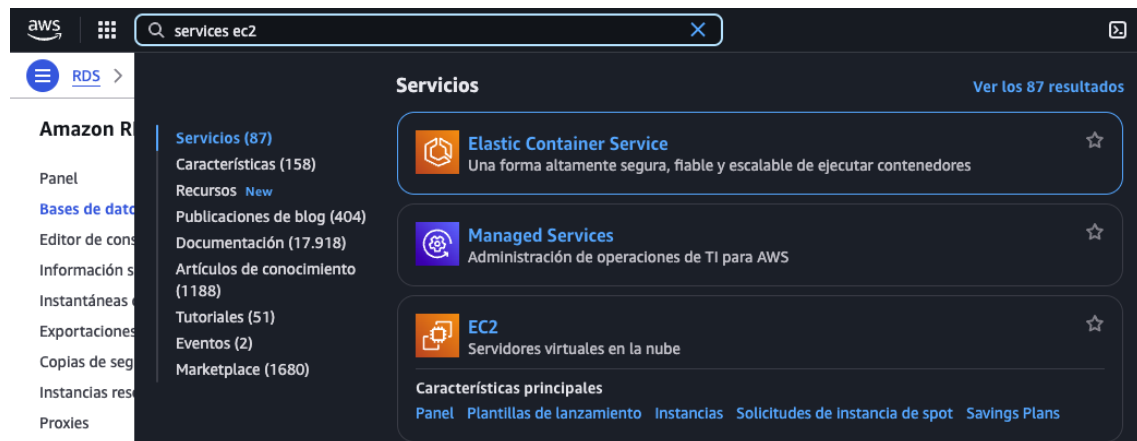 aws
services ec2
RDS
Amazon R
Panel
Bases de dato
Editor de cons
Información s
Instantáneas
Exportaciones
Copias de seg
Instancias res
Proxies
Servicios (87)
Características (158)
Recursos New
Publicaciones de blog (404)
Documentación (17.918)
Artículos de conocimiento
(1188)
Tutoriales (51)
Eventos (2)
Marketplace (1680)
Servicios
Ver los 87 resultados
Elastic Container Service
Una forma altamente segura, fiable y escalable de ejecutar contenedores
Managed Services
Administración de operaciones de TI para AWS
EC2
Servidores virtuales en la nube
Características principales
Panel Plantillas de lanzamiento Instancias Solicitudes de instancia de spot Savings Plans